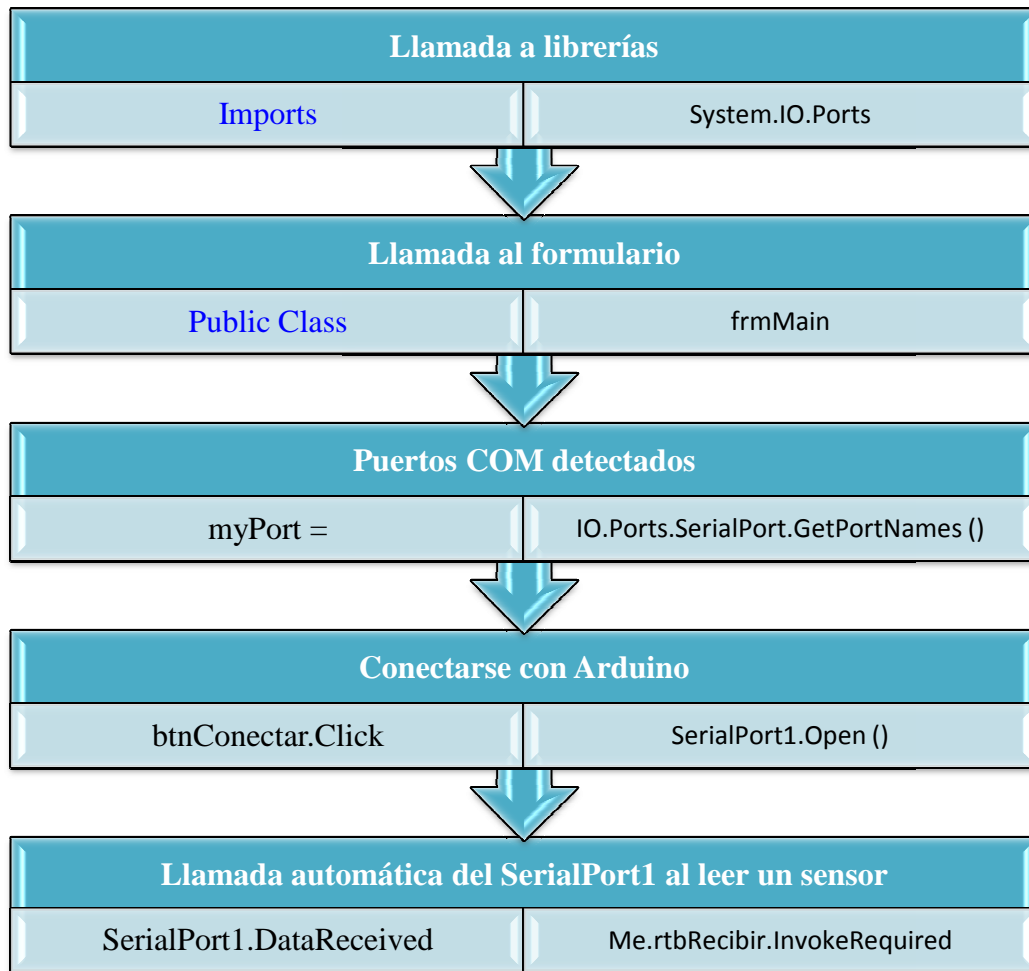 Llamada a librerías
Imports System.IO.Ports
Llamada al formulario
Public Class frmMain
Puertos COM detectados
myPort = IO.Ports.SerialPort.GetPortNames ()
Conectarse con Arduino
btnConectar.Click SerialPort1.Open ()
Llamada automática del SerialPort1 al leer un sensor
SerialPort1.DataReceived Me.rtbRecibir.InvokeRequired